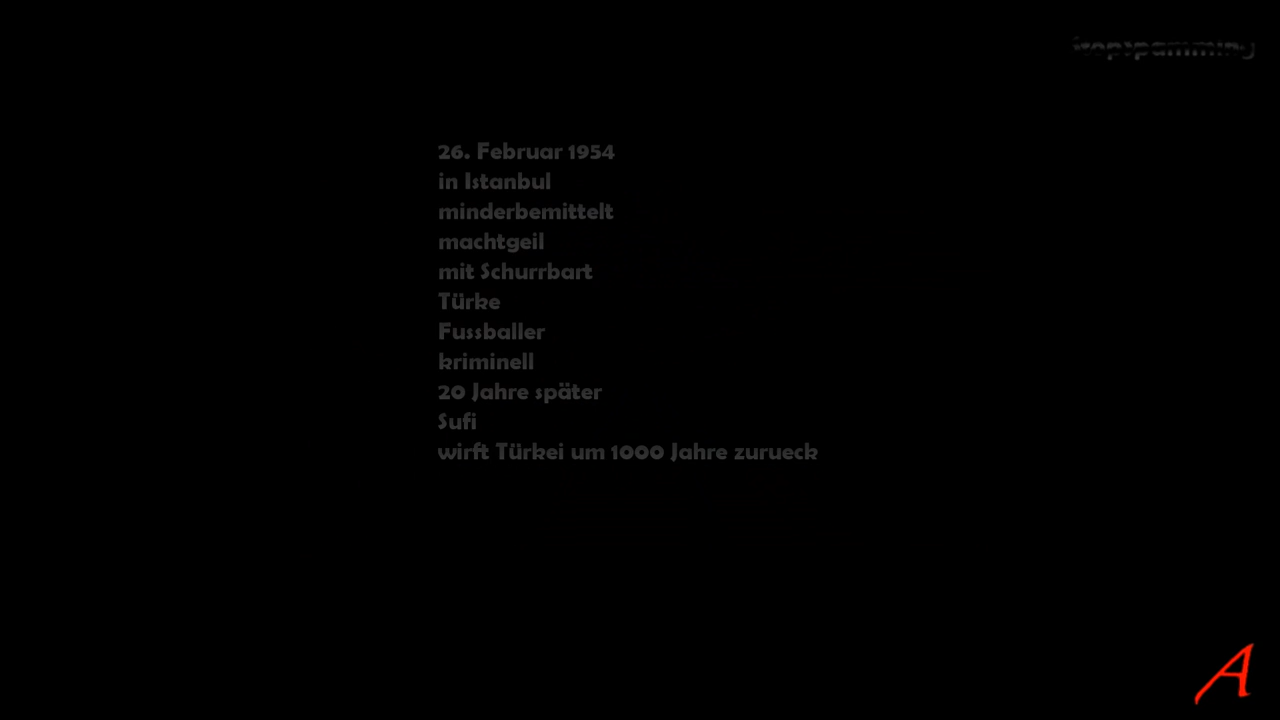 stopspamming
26. Februar 1954
in Istanbul
minderbemittelt
machtgeil
mit Schurrbart
Türke
Fussballer
kriminell
20 Jahre später
Sufi
wirft Türkei um 1000 Jahre zurueck
A